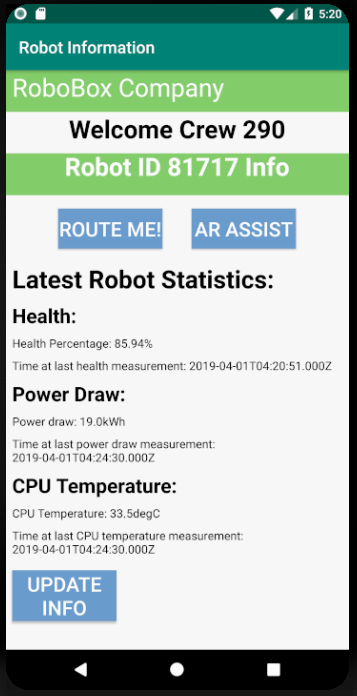 5:20
Robot Information
RoboBox Company
Welcome Crew 290
Robot ID 81717 Info
ROUTE ME!
AR ASSIST
Latest Robot Statistics:
Health:
Health Percentage: 85.94%
Time at last health measurement: 2019-04-01T04:20:51.000Z
Power Draw:
Power draw: 19.0kWh
Time at last power draw measurement:
2019-04-01T04:24:30.000Z
CPU Temperature:
CPU Temperature: 33.5degC
Time at last CPU temperature measurement:
2019-04-01T04:24:30.000Z
UPDATE
INFO